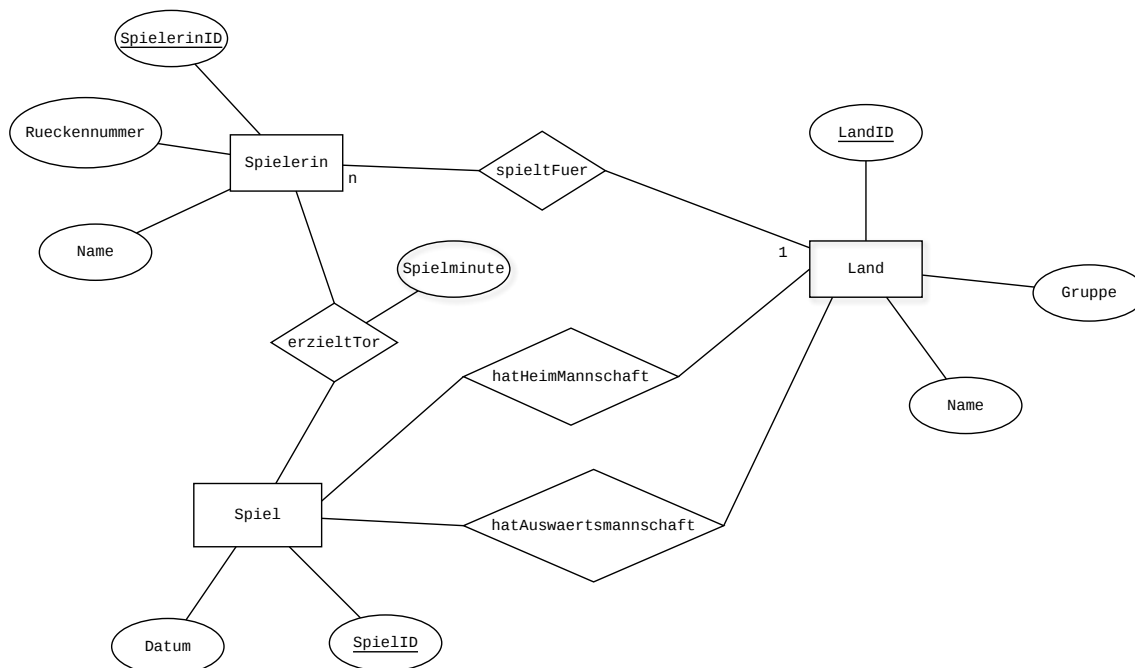 SpielerinID
Rueckennummer
LandID
Spielerin
spieltFuer
n
Name
1
Spielminute
Land
Gruppe
erzieltTor
hatHeimMannschaft
Name
Spiel
hatAuswaertsmannschaft
Datum
SpielID